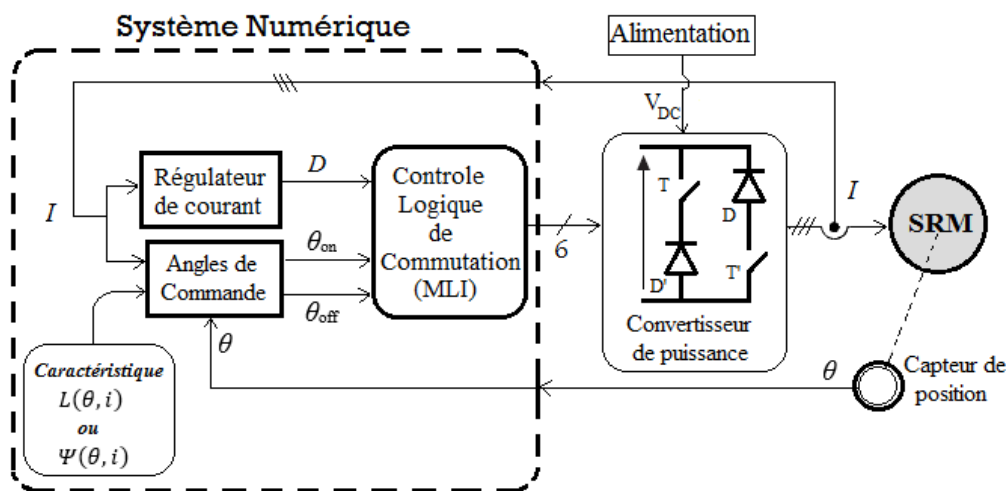 Système Numérique
Alimentation
V_DC
I
Régulateur
de courant
D
Controle
Logique
de
Commutation
(MLI)
Angles de
Commande
θ_on
θ_off
θ
Caractéristique
L(θ,i)
ou
Ψ(θ,i)
6
T
D
D'
T'
Convertisseur
de puissance
I
SRM
θ
Capteur de
position